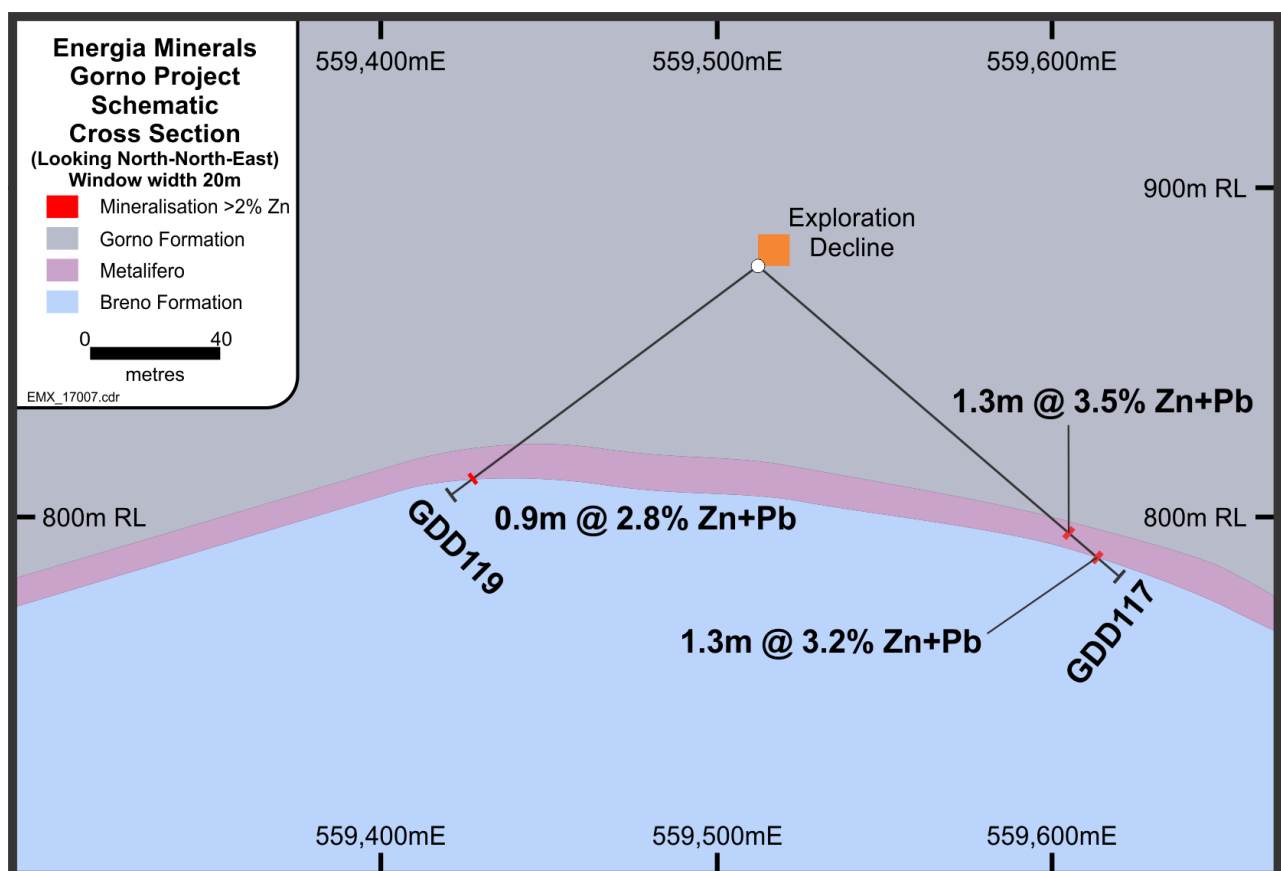 Energia Minerals
Gorno Project
Schematic
Cross Section
(Looking North-North-East)
Window width 20m
Mineralisation >2% Zn
Gorno Formation
Metalifero
Breno Formation
0 40
metres
EMX_17007.cdr
559,400mE 559,500mE 559,600mE
900m RL
Exploration
Decline
1.3m @ 3.5% Zn+Pb
800m RL 800m RL
0.9m @ 2.8% Zn+Pb
GDD119
1.3m @ 3.2% Zn+Pb
GDD117
559,400mE 559,500mE 559,600mE